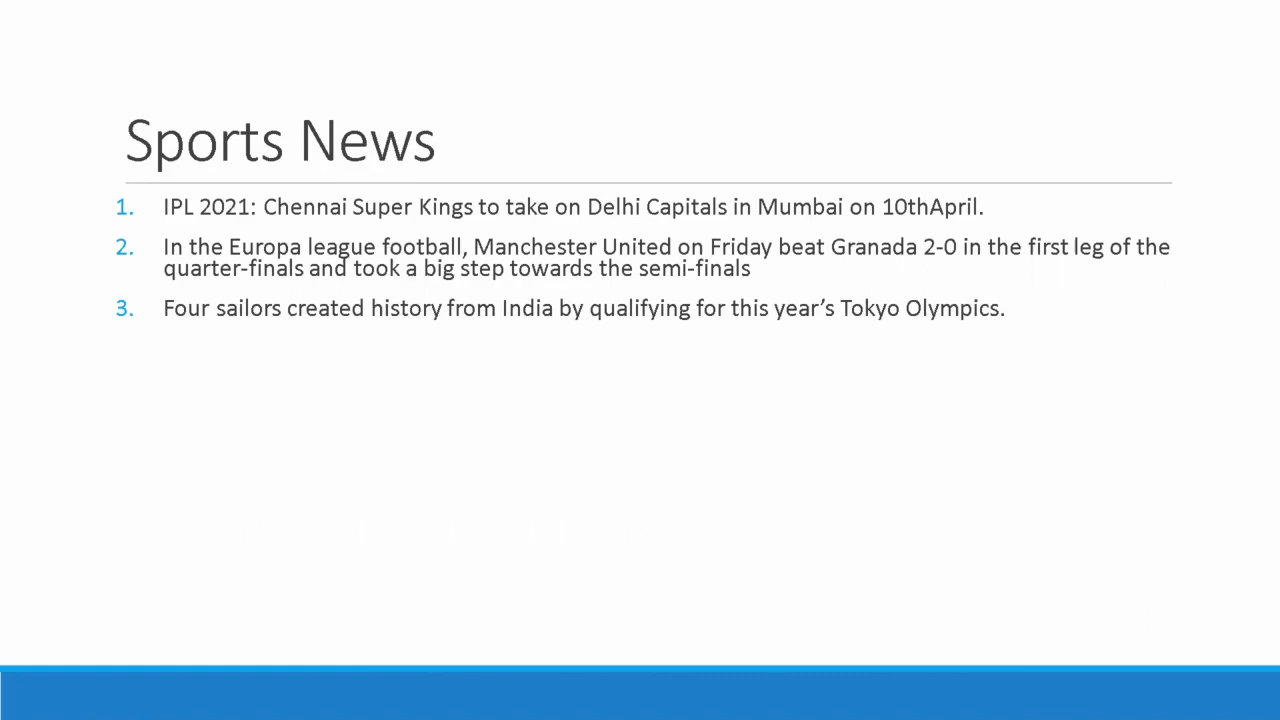 Sports News
1. IPL 2021: Chennai Super Kings to take on Delhi Capitals in Mumbai on 10thApril.
2. In the Europa league football, Manchester United on Friday beat Granada 2-0 in the first leg of the
quarter-finals and took a big step towards the semi-finals
3. Four sailors created history from India by qualifying for this year’s Tokyo Olympics.